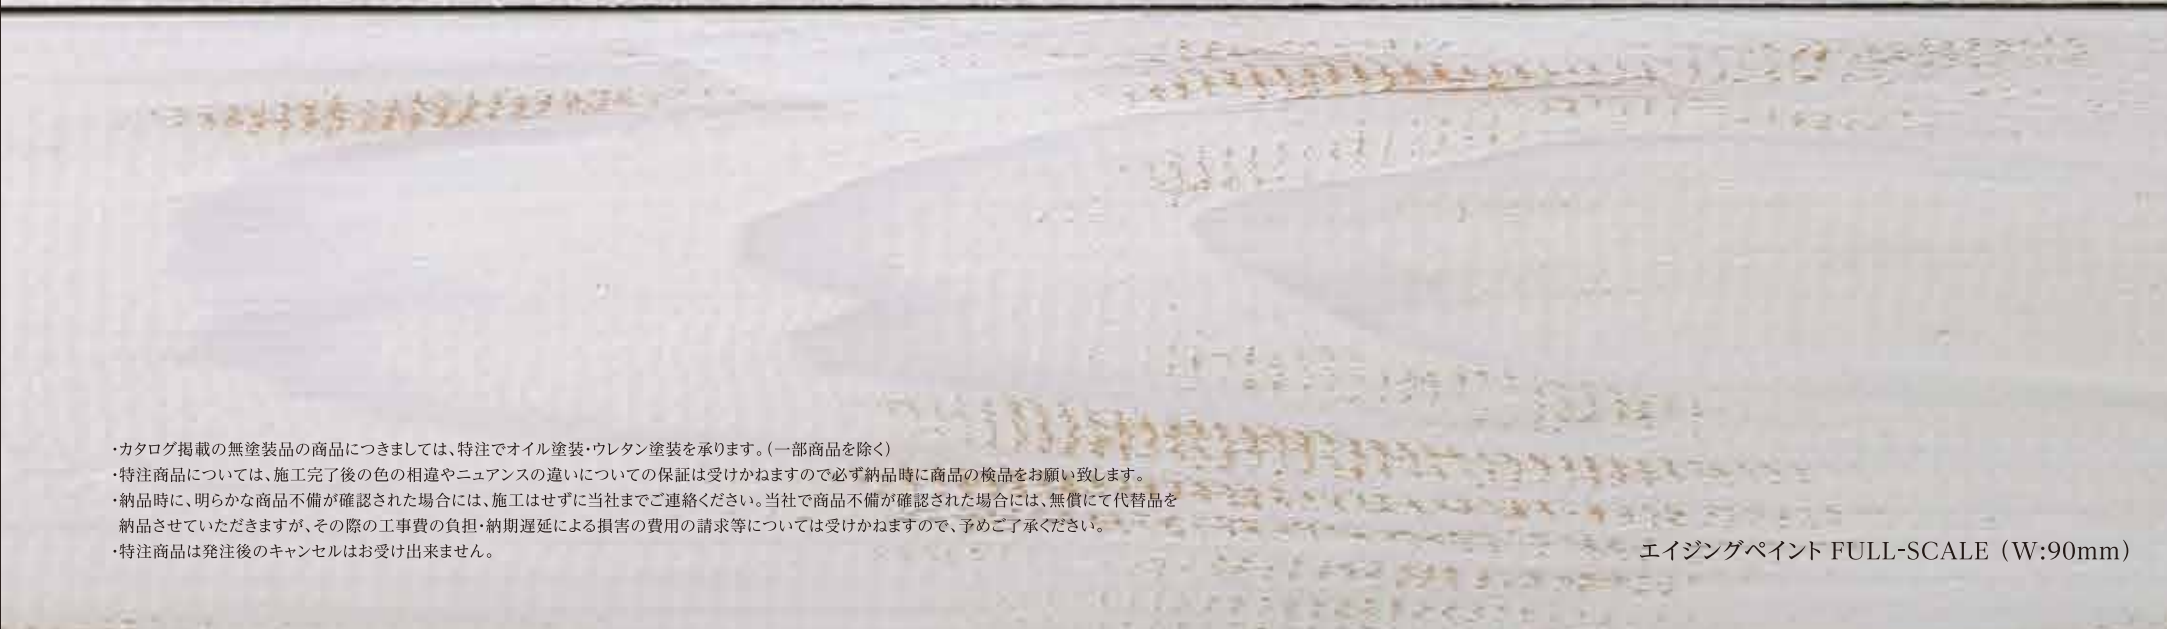 ・カタログ掲載の無塗装品の商品につきましては、特注でオイル塗装・ウレタン塗装を承ります。(一部商品を除く)
・特注商品については、施工完了後の色の相違やニュアンスの違いについての保証は受けかねますので必ず納品時に商品の検品をお願い致します。
・納品時に、明らかな商品不備が確認された場合には、施工はせずに当社までご連絡ください。当社で商品不備が確認された場合には、無償にて代替品を
納品させていただきますが、その際の工事費の負担・納期遅延による損害の費用の請求等については受けかねますので、予めご了承ください。
・特注商品は発注後のキャンセルはお受け出来ません。
エイジングペイント FULL-SCALE (W:90mm)